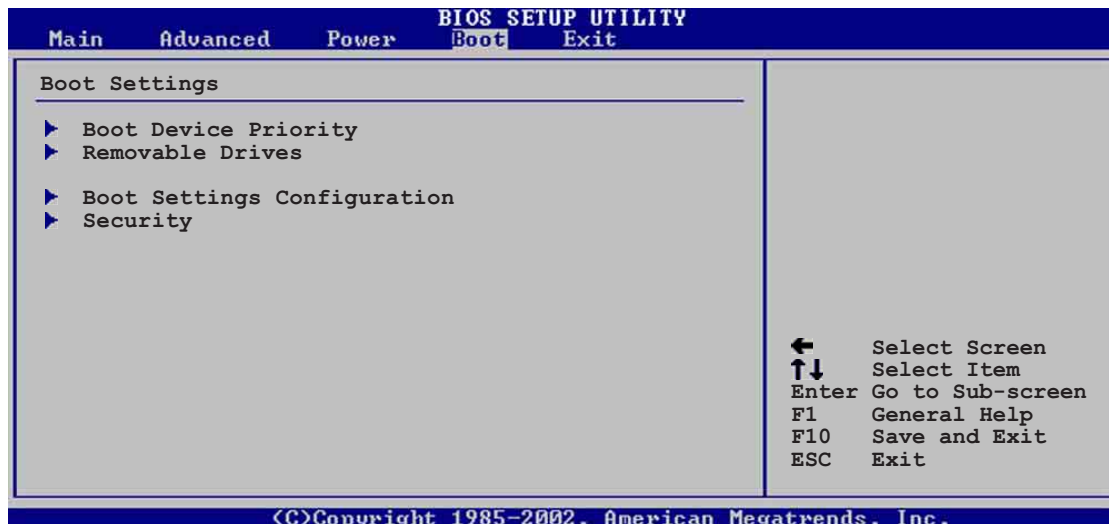 BIOS SETUP UTILITY
Main Advanced Power Boot Exit
Boot Settings
Boot Device Priority
Removable Drives
Boot Settings Configuration
Security
← Select Screen
↑↓ Select Item
Enter Go to Sub-screen
F1 General Help
F10 Save and Exit
ESC Exit
(C)Copyright 1985-2002, American Megatrends, Inc.